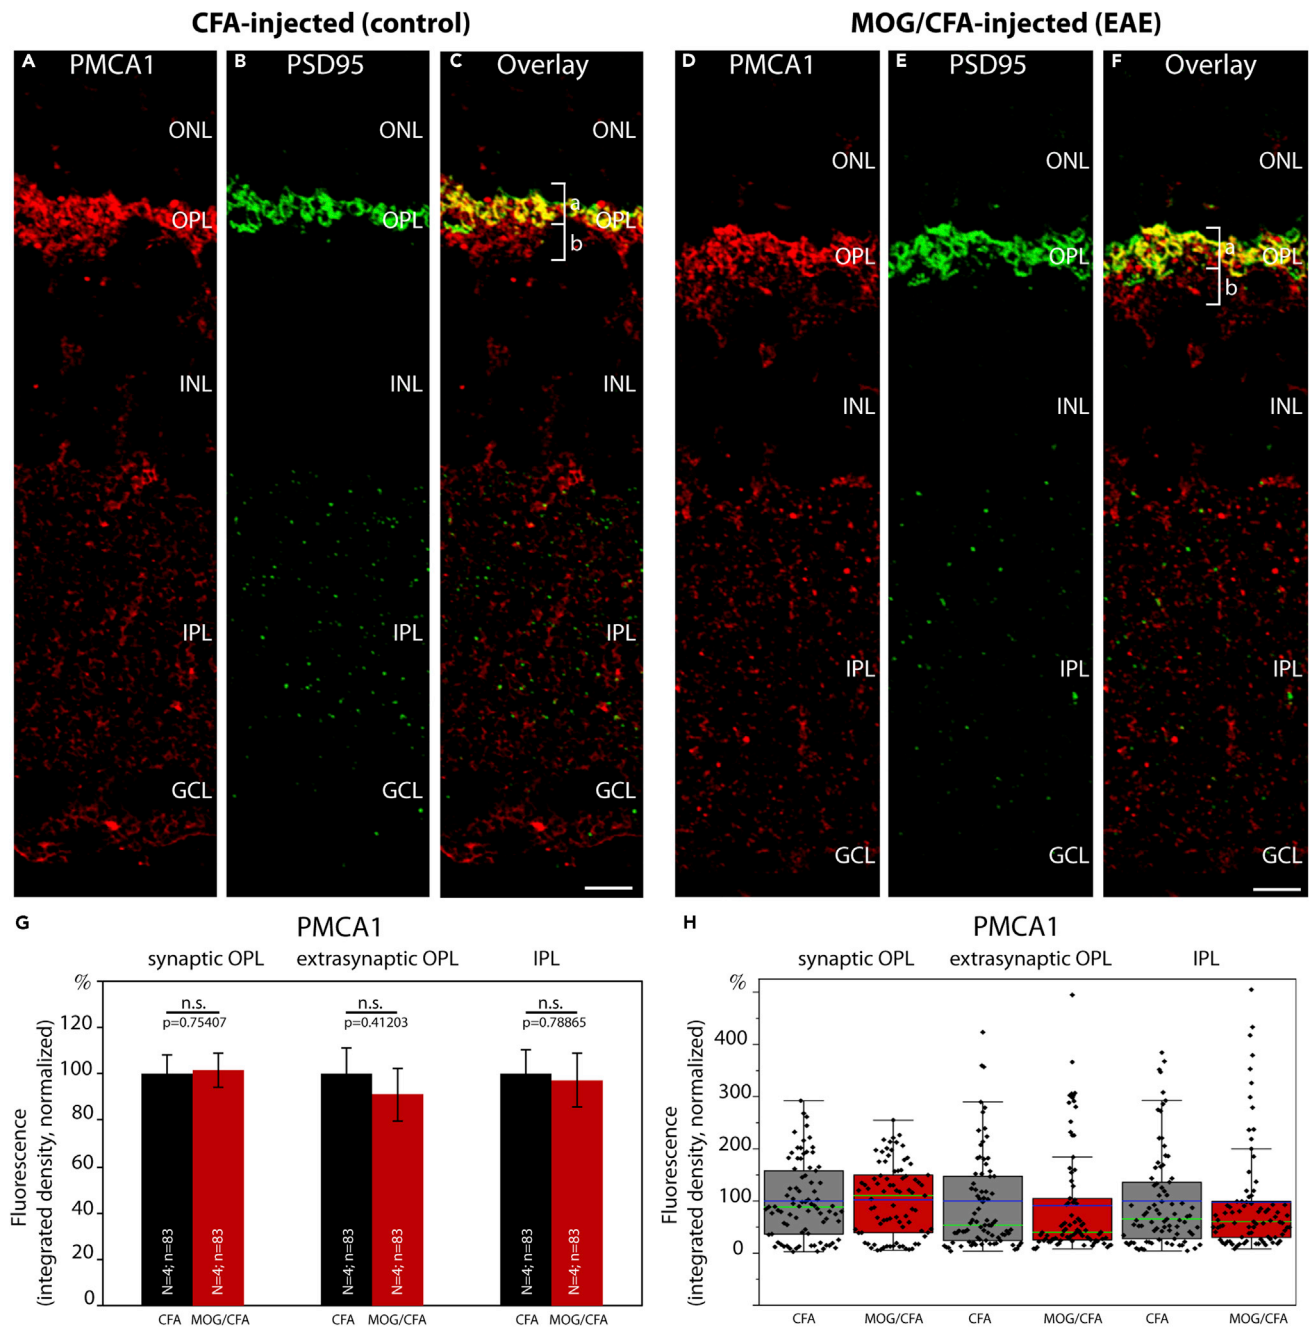 CFA-injected (control)
MOG/CFA-injected (EAE)
A PMCA1
B PSD95
C Overlay
D PMCA1
E PSD95
F Overlay
ONL ONL ONL
ONL ONL ONL
OPL OPL OPL
a
b
OPL OPL OPL
a
b
INL INL INL
INL INL INL
IPL IPL IPL
IPL IPL IPL
GCL GCL GCL
GCL GCL GCL
G
PMCA1
synaptic OPL extrasynaptic OPL IPL
%
n.s. n.s. n.s.
p=0.75407 p=0.41203 p=0.78865
120
100
80
60
40
20
0
Fluorescence
(integrated density, normalized)
N=4; n=83 N=4; n=83 N=4; n=83 N=4; n=83 N=4; n=83 N=4; n=83
CFA MOG/CFA CFA MOG/CFA CFA MOG/CFA
H
PMCA1
synaptic OPL extrasynaptic OPL IPL
%
400
300
200
100
0
Fluorescence
(integrated density, normalized)
CFA MOG/CFA CFA MOG/CFA CFA MOG/CFA